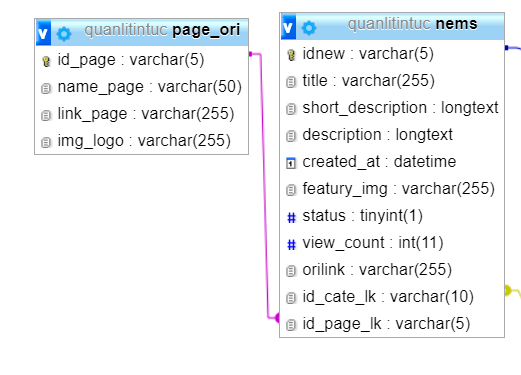 quanlitintuc page_ori
id_page : varchar(5)
name_page : varchar(50)
link_page : varchar(255)
img_logo : varchar(255)
quanlitintuc nems
idnew : varchar(5)
title : varchar(255)
short_description : longtext
description : longtext
created_at : datetime
featury_img : varchar(255)
# status : tinyint(1)
# view_count : int(11)
orilink : varchar(255)
id_cate_lk : varchar(10)
id_page_lk : varchar(5)